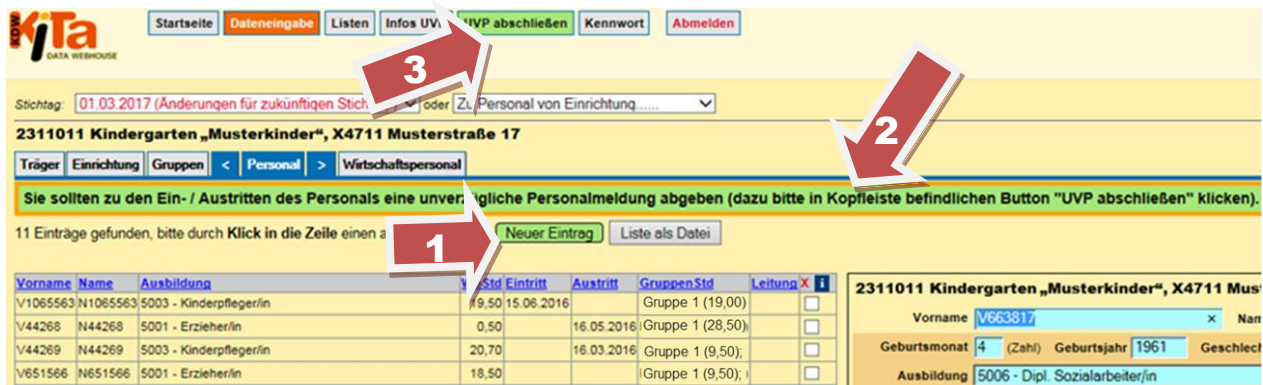 KDW KiTa
DATA WEBHOUSE
Startseite Dateneingabe Listen Infos UVP UVP abschließen Kennwort Abmelden
3
Stichtag: 01.03.2017 (Änderungen für zukünftigen Stich oder Zu Personal von Einrichtung......
2
2311011 Kindergarten „Musterkinder“, X4711 Musterstraße 17
Träger Einrichtung Gruppen < Personal > Wirtschaftspersonal
Sie sollten zu den Ein- / Austritten des Personals eine unverzügliche Personalmeldung abgeben (dazu bitte in Kopfleiste befindlichen Button "UVP abschließen" klicken).
11 Einträge gefunden, bitte durch Klick in die Zeile einen a 1 Neuer Eintrag Liste als Datei
Vorname Name Ausbildung Std Eintritt Austritt GruppenStd Leitung X i
V1065563 N1065563 5003 - Kinderpfleger/in 19,50 15.06.2016 Gruppe 1 (19,00)
V44268 N44268 5001 - Erzieher/in 0,50 16.05.2016 Gruppe 1 (28,50)
V44269 N44269 5003 - Kinderpfleger/in 20,70 16.03.2016 Gruppe 1 (9,50);
V651566 N651566 5001 - Erzieher/in 18,50 Gruppe 1 (9,50);
2311011 Kindergarten „Musterkinder“, X4711 Mus
Vorname V663817 × Nam
Geburtsmonat 4 (Zahl) Geburtsjahr 1961 Geschlech
Ausbildung 5006 - Dipl. Sozialarbeiter/in